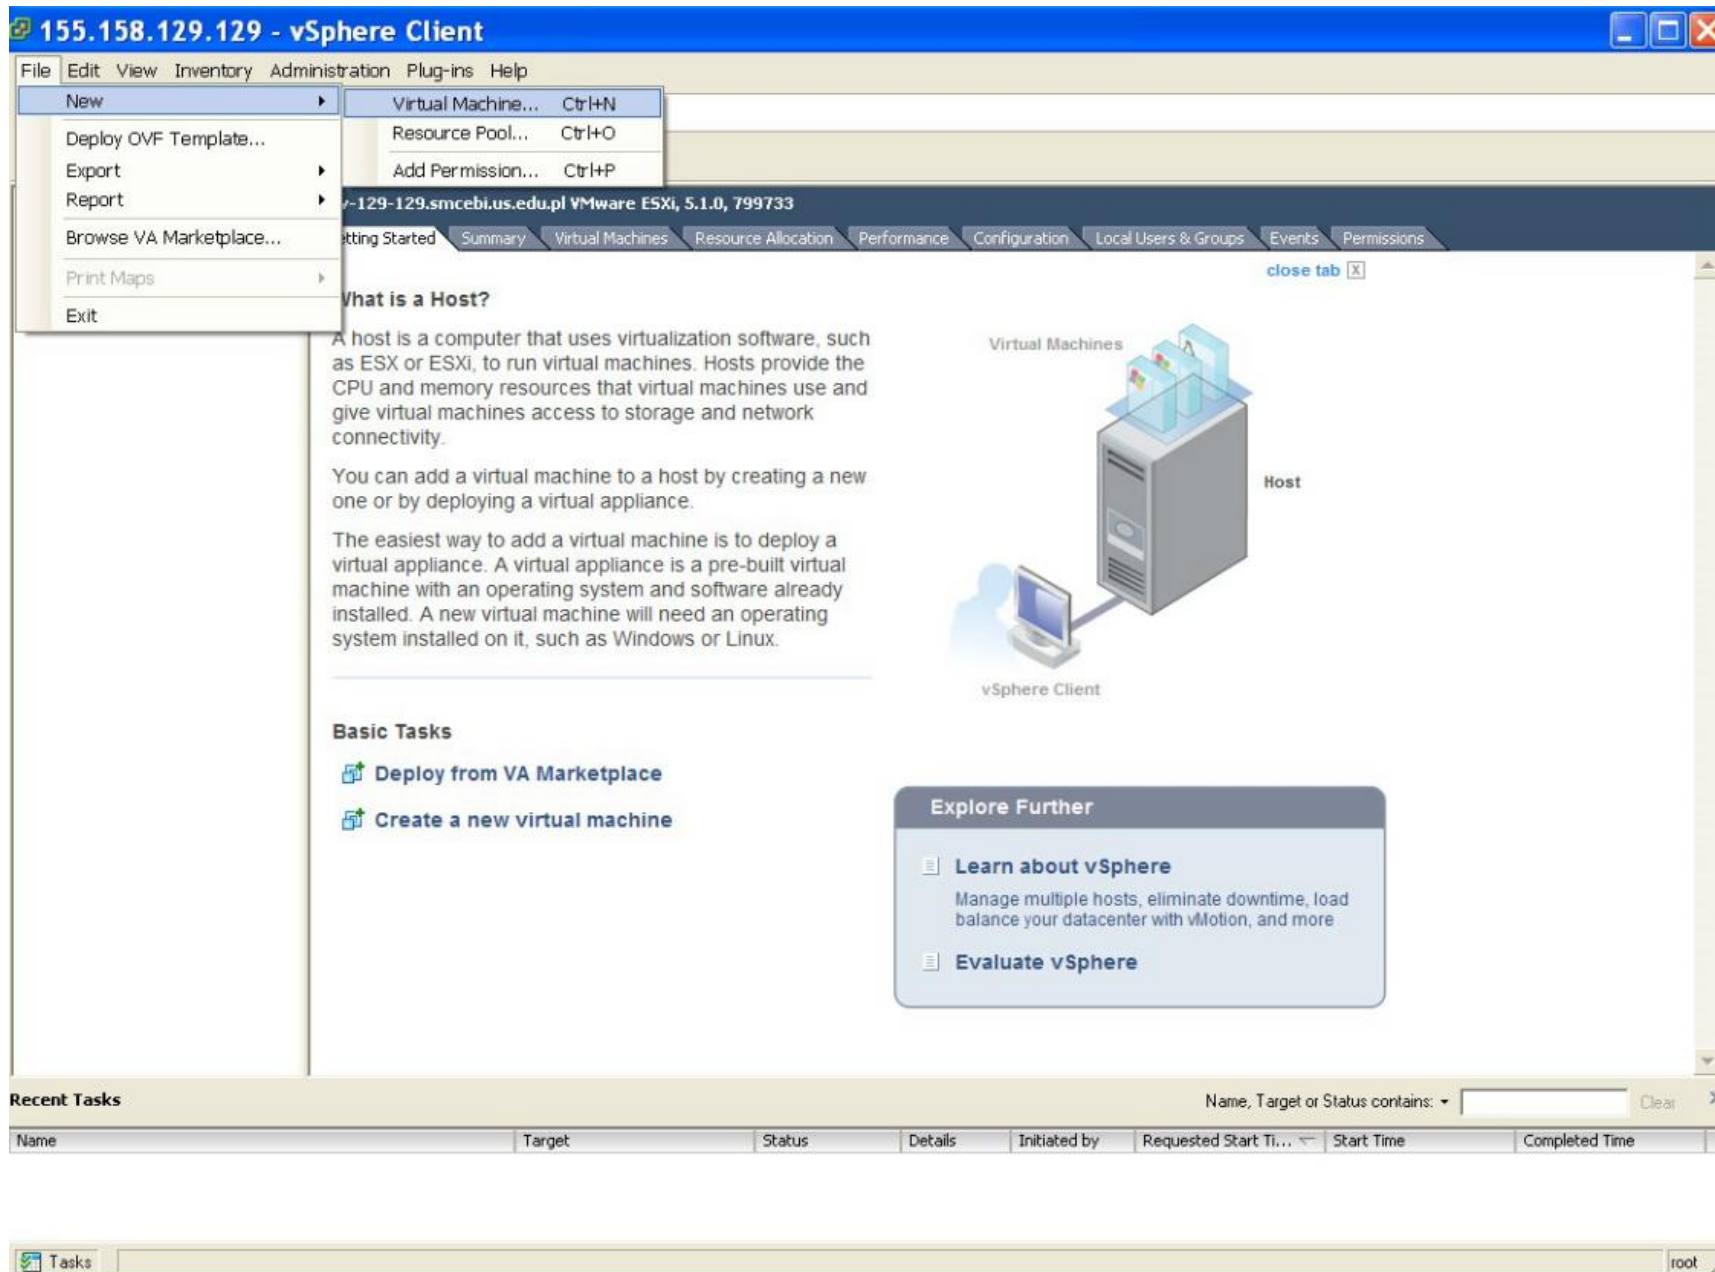 155.158.129.129 - vSphere Client
File Edit View Inventory Administration Plug-ins Help
New
Deploy OVF Template...
Export
Report
Browse VA Marketplace...
Print Maps
Exit
Virtual Machine... Ctrl+N
Resource Pool... Ctrl+O
Add Permission... Ctrl+P
-129-129.smcebi.us.edu.pl VMware ESXi, 5.1.0, 799733
etting Started Summary Virtual Machines Resource Allocation Performance Configuration Local Users & Groups Events Permissions
close tab X
What is a Host?
A host is a computer that uses virtualization software, such
as ESX or ESXi, to run virtual machines. Hosts provide the
CPU and memory resources that virtual machines use and
give virtual machines access to storage and network
connectivity.
You can add a virtual machine to a host by creating a new
one or by deploying a virtual appliance.
The easiest way to add a virtual machine is to deploy a
virtual appliance. A virtual appliance is a pre-built virtual
machine with an operating system and software already
installed. A new virtual machine will need an operating
system installed on it, such as Windows or Linux.
Virtual Machines
Host
vSphere Client
Basic Tasks
Deploy from VA Marketplace
Create a new virtual machine
Explore Further
Learn about vSphere
Manage multiple hosts, eliminate downtime, load
balance your datacenter with vMotion, and more
Evaluate vSphere
Recent Tasks
Name, Target or Status contains:
Clear
Name Target Status Details Initiated by Requested Start Ti... Start Time Completed Time
Tasks
root